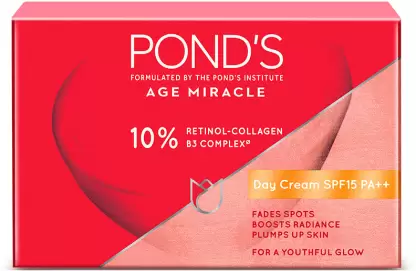 POND'S
FORMULATED BY THE POND'S INSTITUTE
AGE MIRACLE
10% RETINOL-COLLAGEN
B3 COMPLEXᵃ
Day Cream SPF15 PA++
FADES SPOTS
BOOSTS RADIANCE
PLUMPS UP SKIN
FOR A YOUTHFUL GLOW